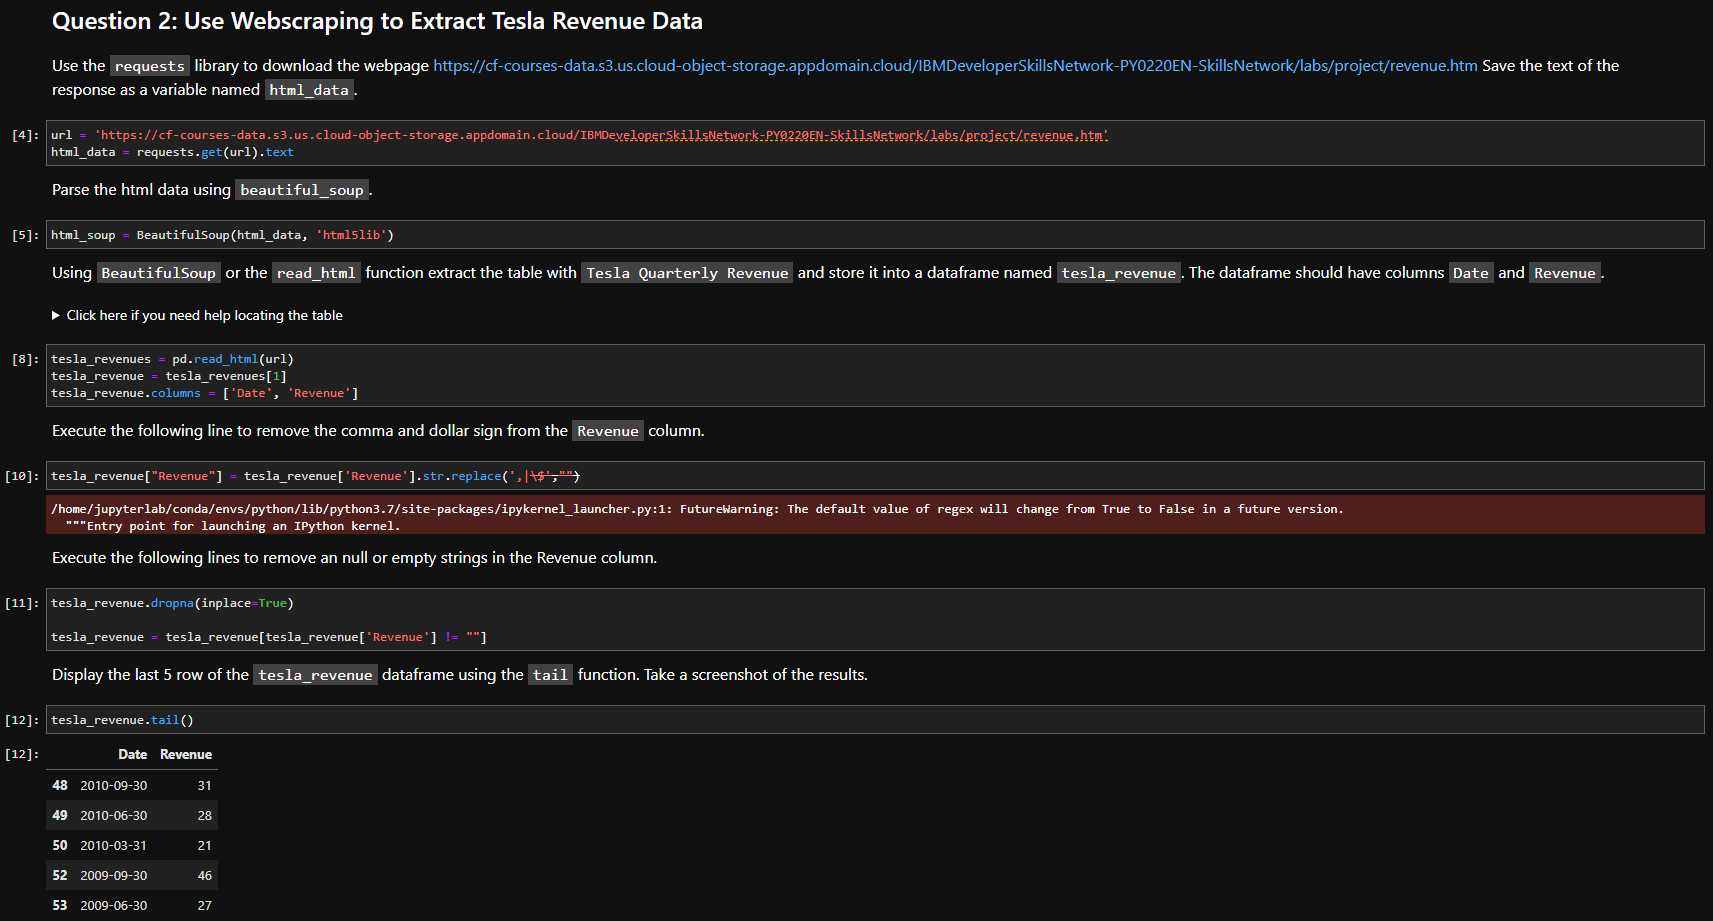 Question 2: Use Webscraping to Extract Tesla Revenue Data
Use the requests library to download the webpage https://cf-courses-data.s3.us.cloud-object-storage.appdomain.cloud/IBMDeveloperSkillsNetwork-PY0220EN-SkillsNetwork/labs/project/revenue.htm Save the text of the
response as a variable named html_data.
[4]: url = 'https://cf-courses-data.s3.us.cloud-object-storage.appdomain.cloud/IBMDeveloperSkillsNetwork-PY0220EN-SkillsNetwork/labs/project/revenue.htm'
html_data = requests.get(url).text
Parse the html data using beautiful_soup.
[5]: html_soup = BeautifulSoup(html_data, 'html5lib')
Using BeautifulSoup or the read_html function extract the table with Tesla Quarterly Revenue and store it into a dataframe named tesla_revenue. The dataframe should have columns Date and Revenue.
▶ Click here if you need help locating the table
[8]: tesla_revenues = pd.read_html(url)
tesla_revenue = tesla_revenues[1]
tesla_revenue.columns = ['Date', 'Revenue']
Execute the following line to remove the comma and dollar sign from the Revenue column.
[10]: tesla_revenue["Revenue"] = tesla_revenue['Revenue'].str.replace(',|\$',"")
/home/jupyterlab/conda/envs/python/lib/python3.7/site-packages/ipykernel_launcher.py:1: FutureWarning: The default value of regex will change from True to False in a future version.
"""Entry point for launching an IPython kernel.
Execute the following lines to remove an null or empty strings in the Revenue column.
[11]: tesla_revenue.dropna(inplace=True)
tesla_revenue = tesla_revenue[tesla_revenue['Revenue'] != ""]
Display the last 5 row of the tesla_revenue dataframe using the tail function. Take a screenshot of the results.
[12]: tesla_revenue.tail()
[12]: Date Revenue
48 2010-09-30 31
49 2010-06-30 28
50 2010-03-31 21
52 2009-09-30 46
53 2009-06-30 27